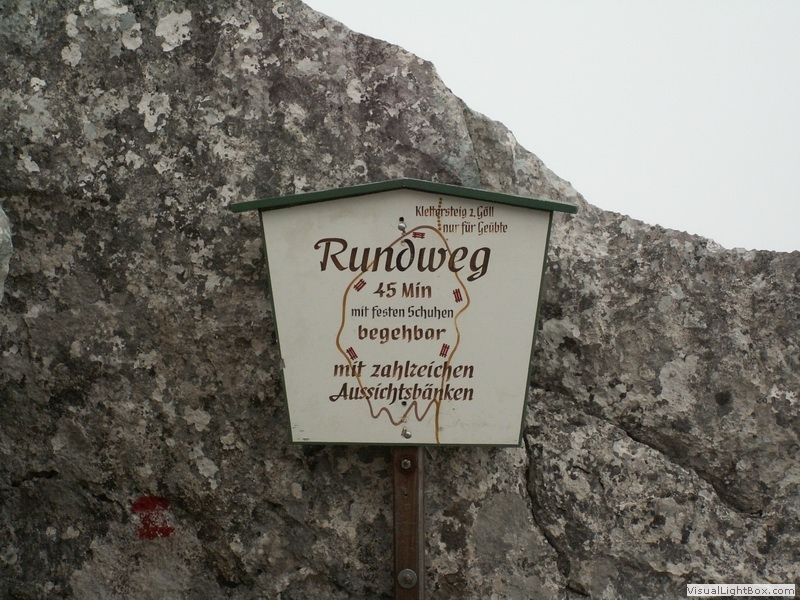 Klettersteig z. Göll
nur für Geübte
Rundweg
45 Min
mit festen Schuhen
begehbar
mit zahlreichen
Aussichtsbänken
VisualLightBox.com